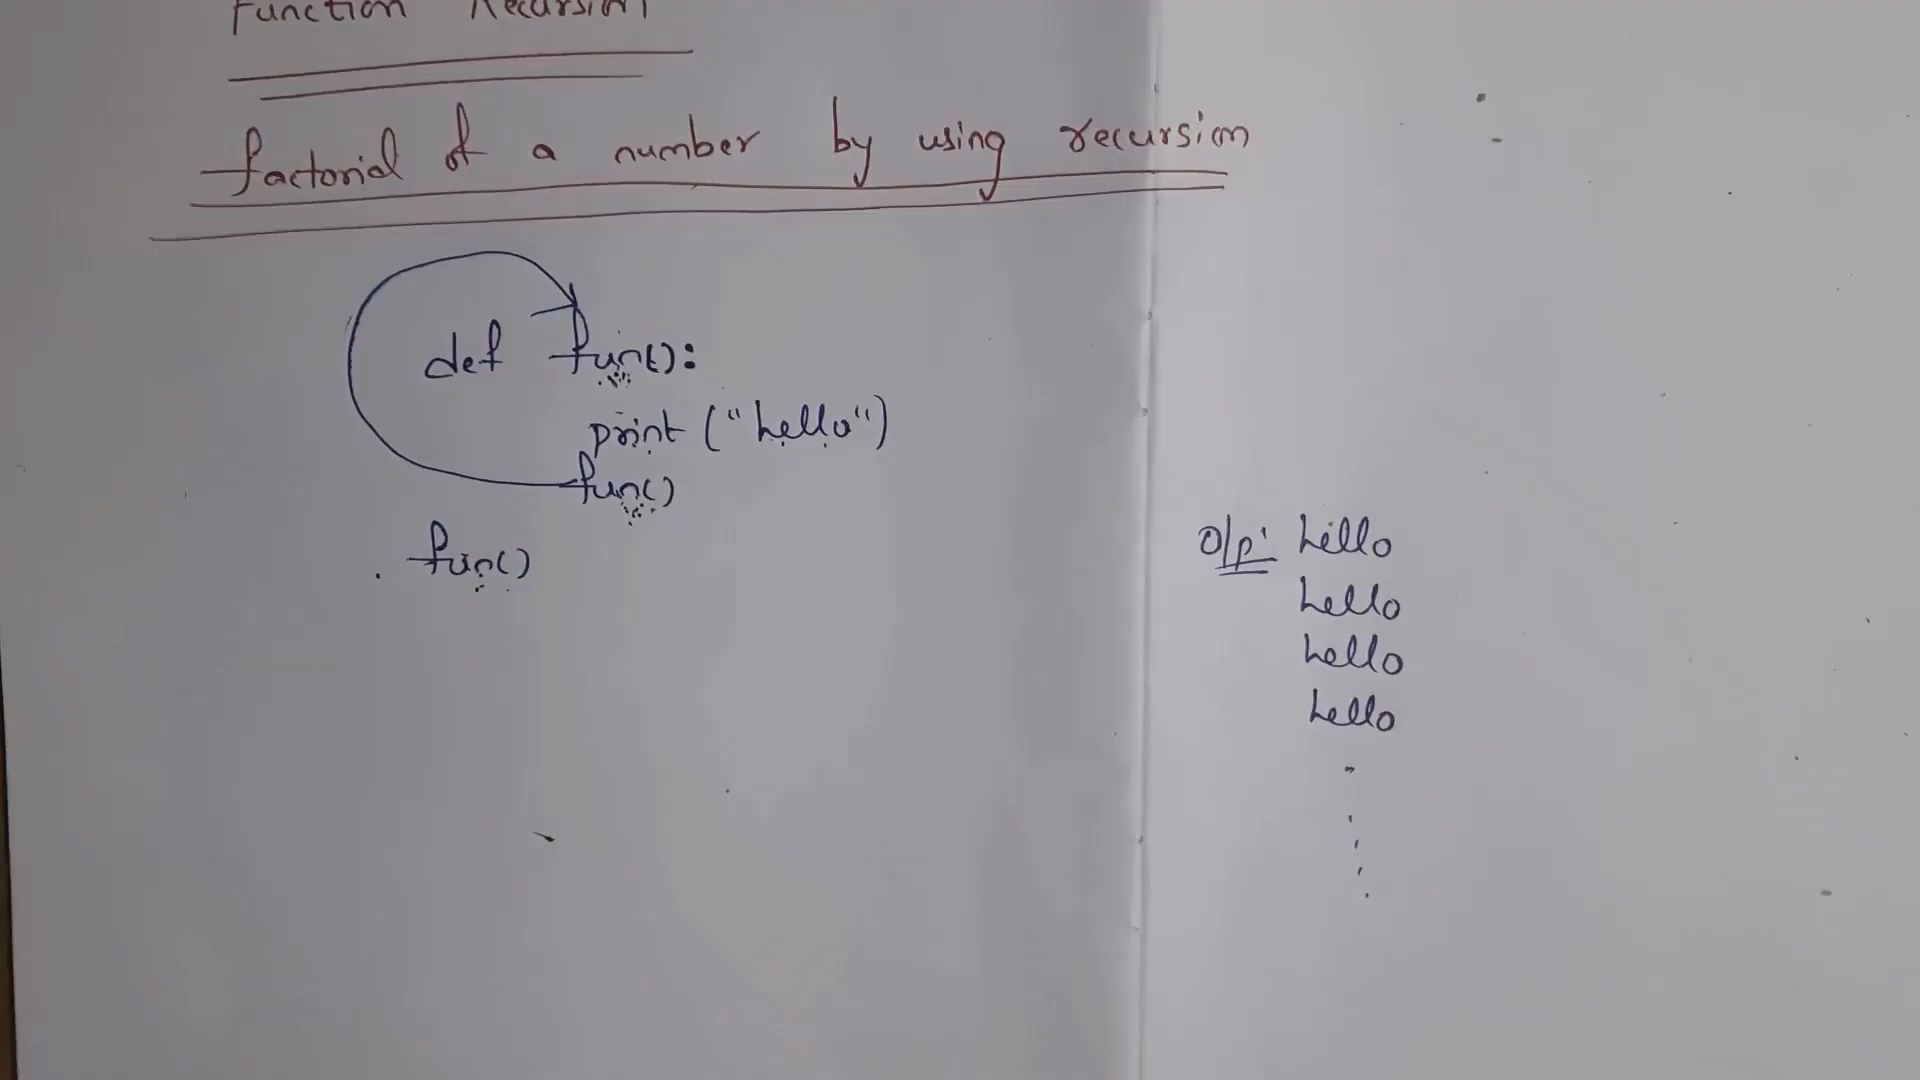 Function Recursion
factorial of a number by using recursion
def fun():
print ("hello")
fun()
fun()
O/p: hello
hello
hello
hello